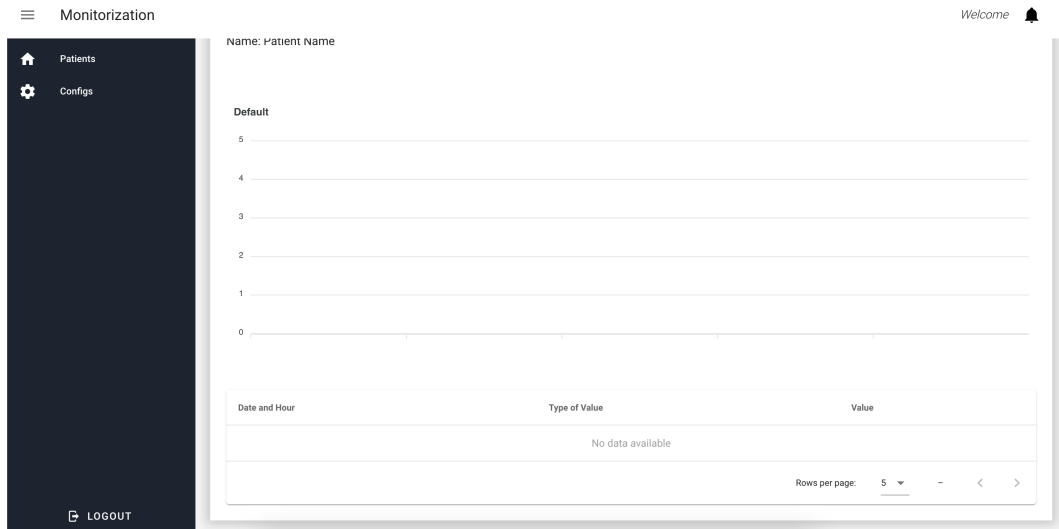 Monitorization
Welcome
Patients
Configs
LOGOUT
Name: Patient Name
Default
5
4
3
2
1
0
Date and Hour Type of Value Value
No data available
Rows per page: 5 –